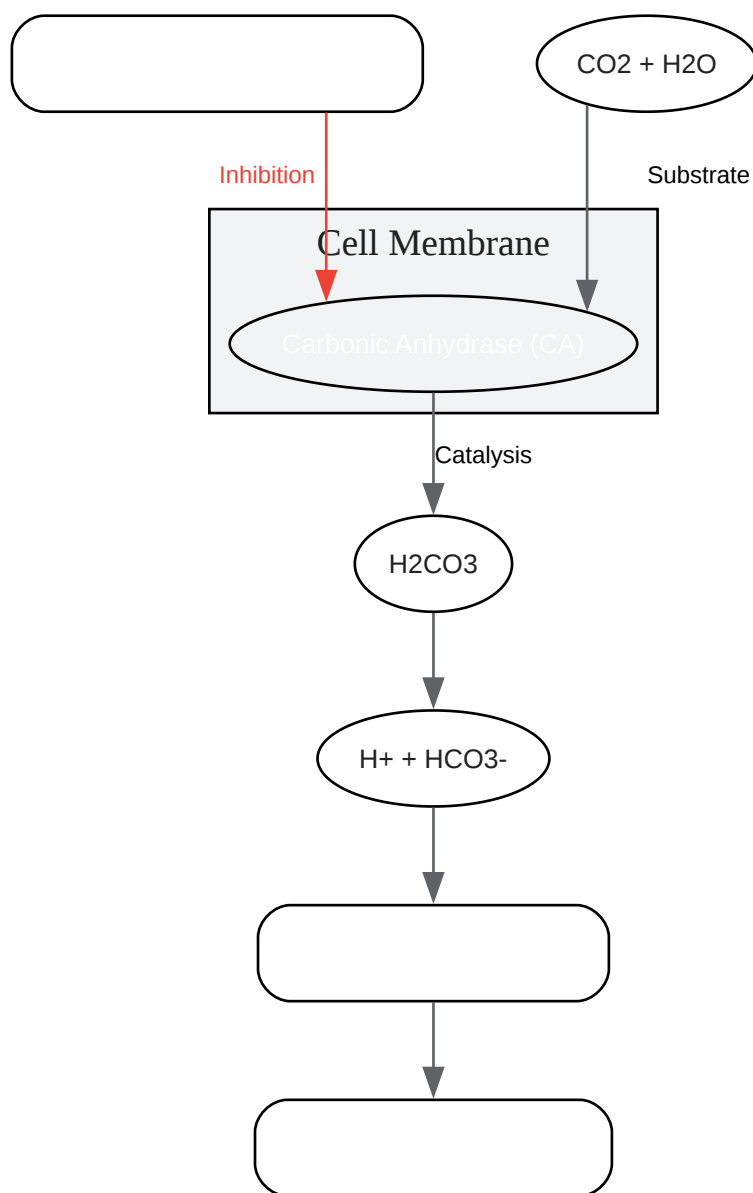 CO2 + H2O
Inhibition
Substrate
Cell Membrane
Carbonic Anhydrase (CA)
Catalysis
H2CO3
H+ + HCO3-